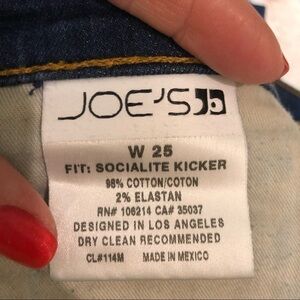 JOE'S
W 25
FIT: SOCIALITE KICKER
98% COTTON/COTON
2% ELASTAN
RN# 106214 CA# 35037
DESIGNED IN LOS ANGELES
DRY CLEAN RECOMMENDED
CL#114M MADE IN MEXICO